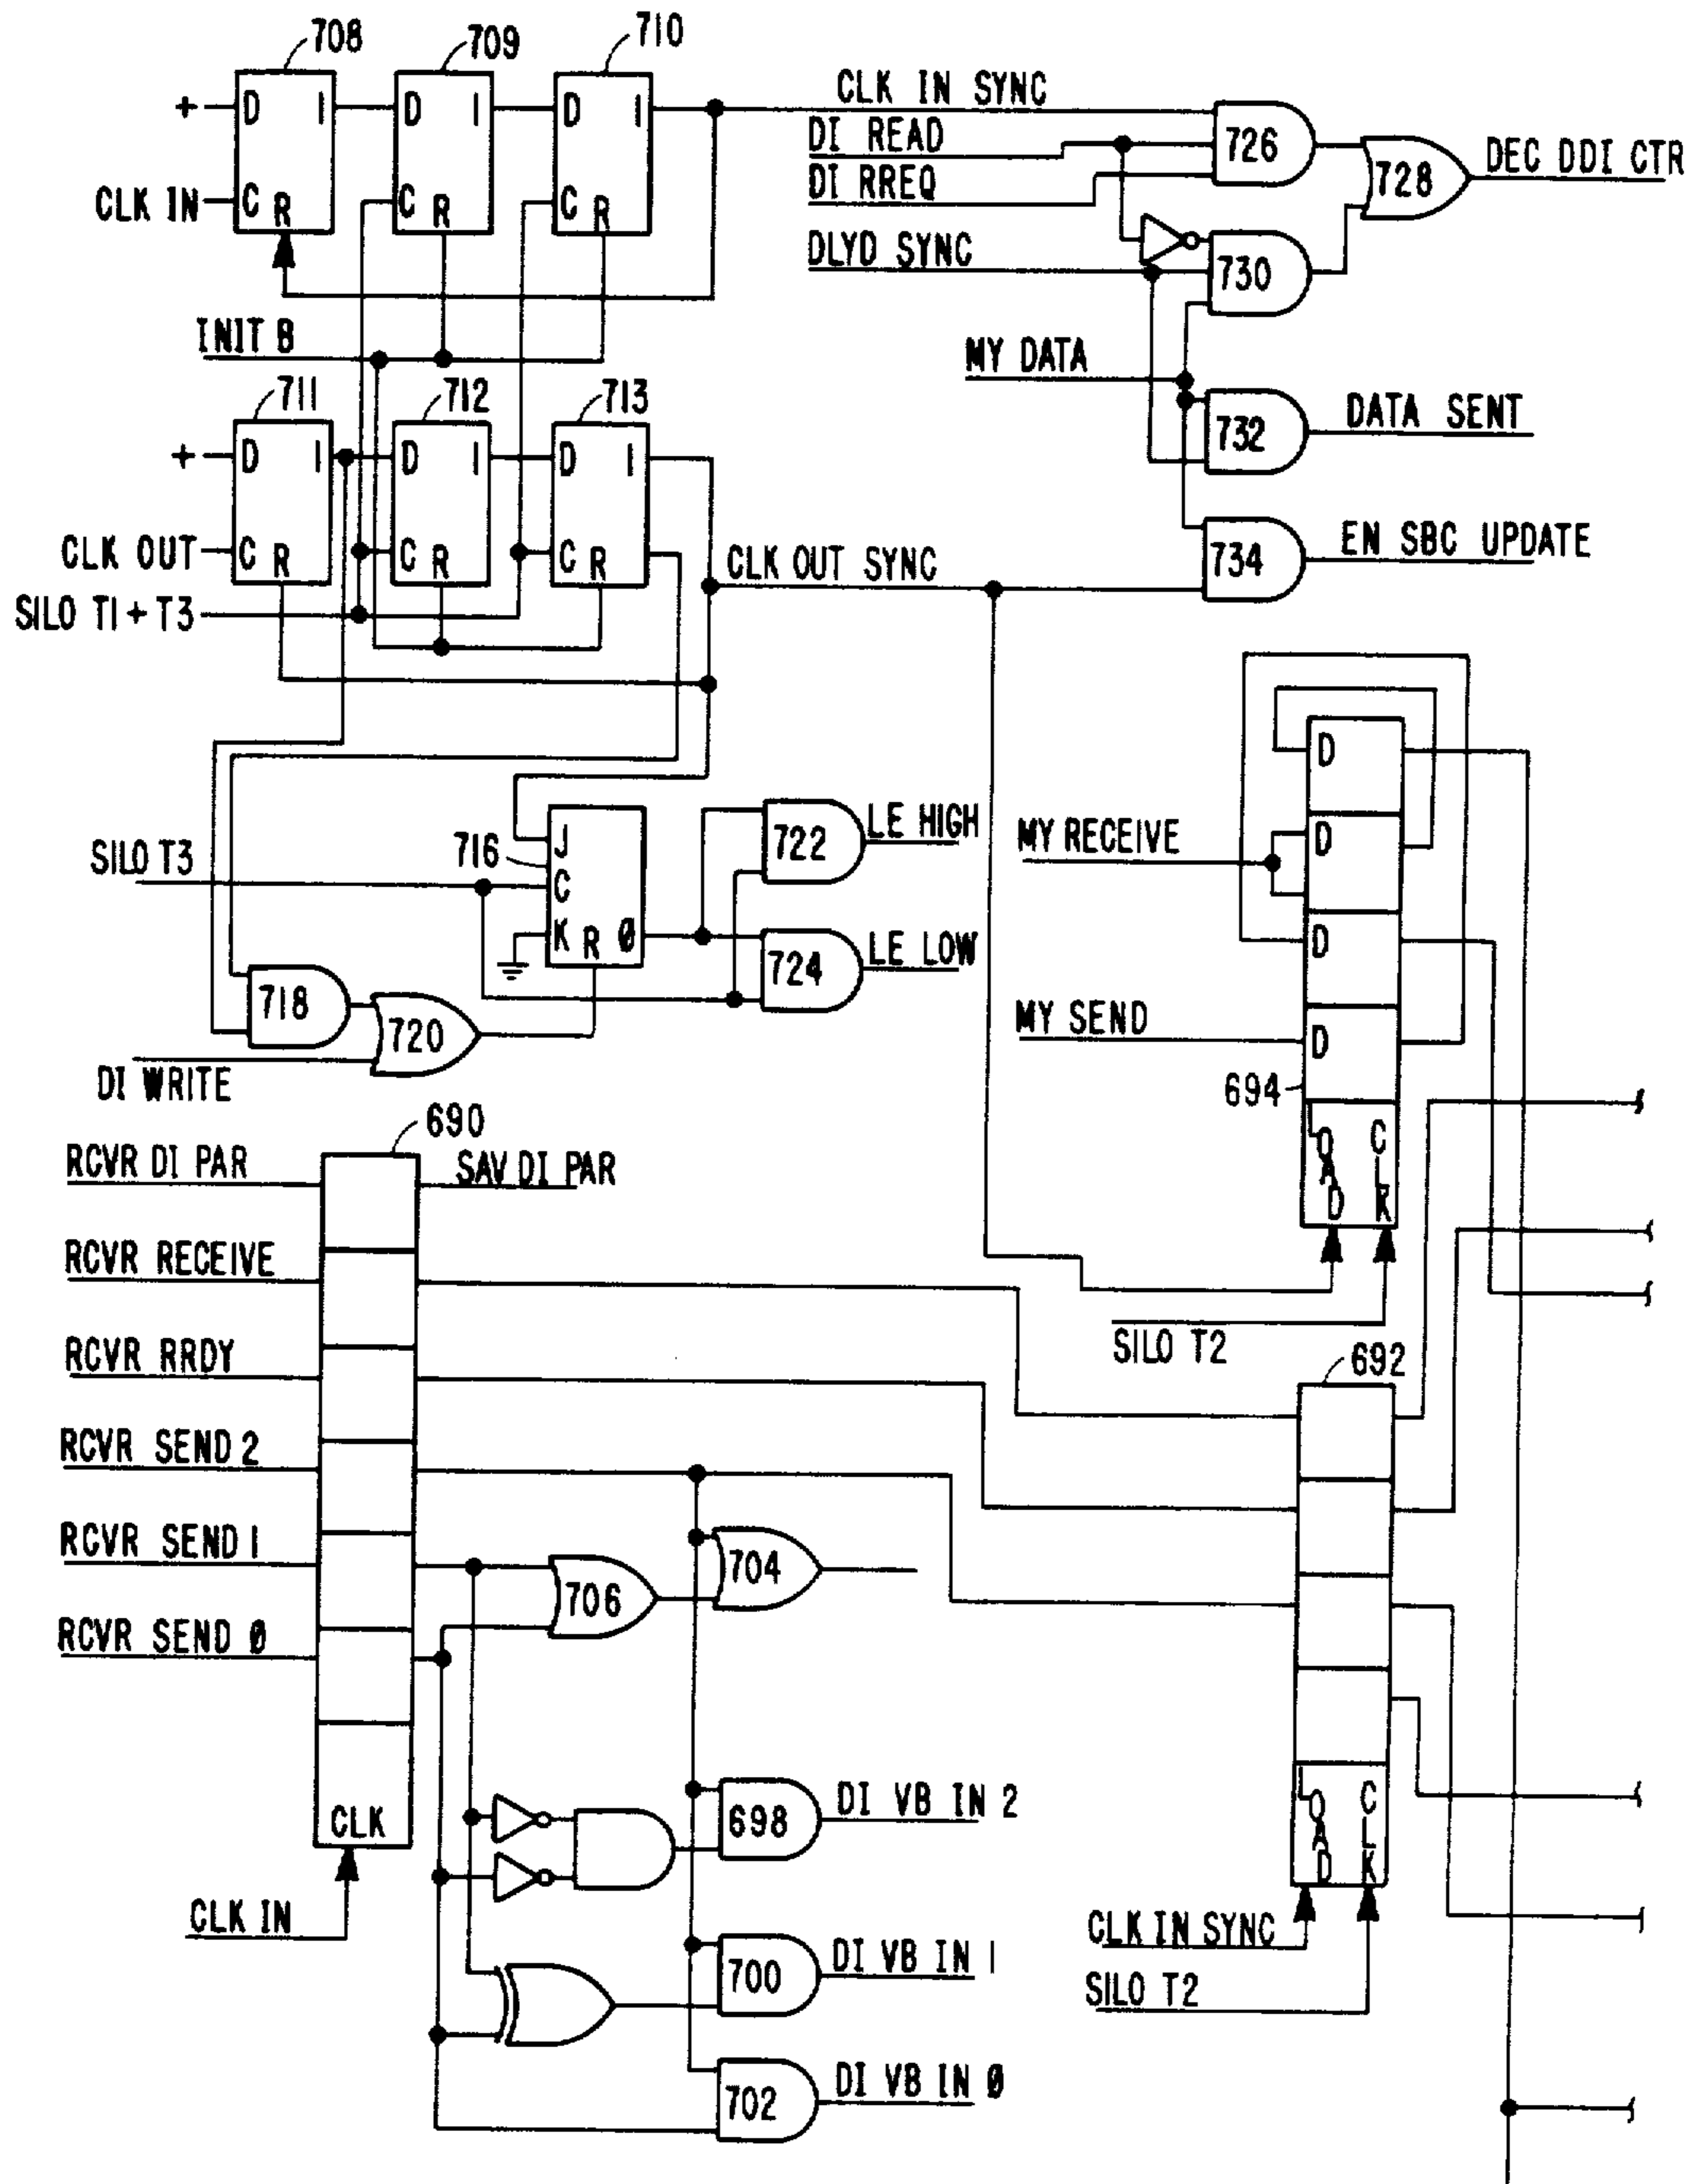 708
709
710
+ D 1 D 1 D 1
CLK IN C R C R C R
CLK IN SYNC
DI READ
DI RREQ
726
728
DEC DDI CTR
DLYD SYNC
730
INIT B
MY DATA
711
712
713
732
DATA SENT
+ D 1 D 1 D 1
CLK OUT C R C R C R
CLK OUT SYNC
734
EN SBC UPDATE
SILO T1 + T3
D
SILO T3
716
J
C
K R Ø
722
LE HIGH
MY RECEIVE
D
724
LE LOW
D
718
720
DI WRITE
MY SEND
D
694
LOAD CLK
690
RCVR DI PAR
SAV DI PAR
RCVR RECEIVE
SILO T2
RCVR RRDY
692
RCVR SEND 2
RCVR SEND 1
706
704
RCVR SEND Ø
698
DI VB IN 2
CLK
LOAD CLK
CLK IN
CLK IN SYNC
700
DI VB IN 1
SILO T2
702
DI VB IN Ø